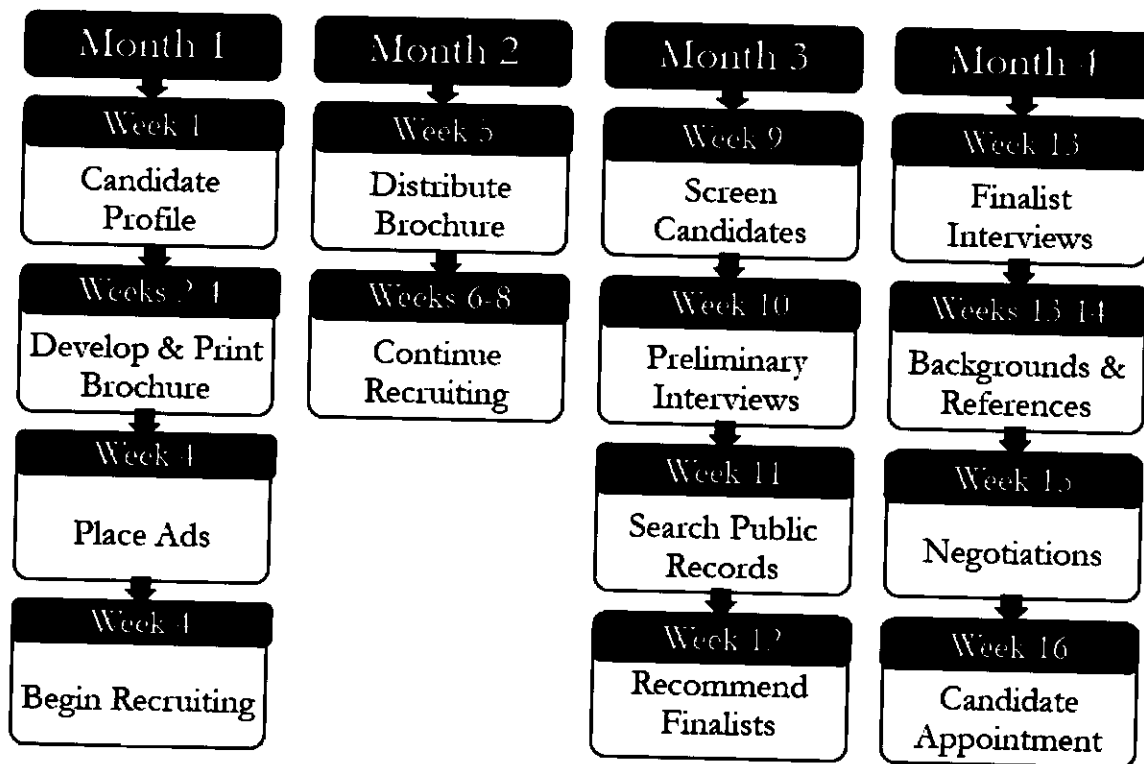 Month 1
Week 1
Candidate
Profile
Weeks 2-4
Develop & Print
Brochure
Week 4
Place Ads
Week 4
Begin Recruiting
Month 2
Week 5
Distribute
Brochure
Weeks 6-8
Continue
Recruiting
Month 3
Week 9
Screen
Candidates
Week 10
Preliminary
Interviews
Week 11
Search Public
Records
Week 12
Recommend
Finalists
Month 4
Week 13
Finalist
Interviews
Weeks 13-14
Backgrounds &
References
Week 15
Negotiations
Week 16
Candidate
Appointment